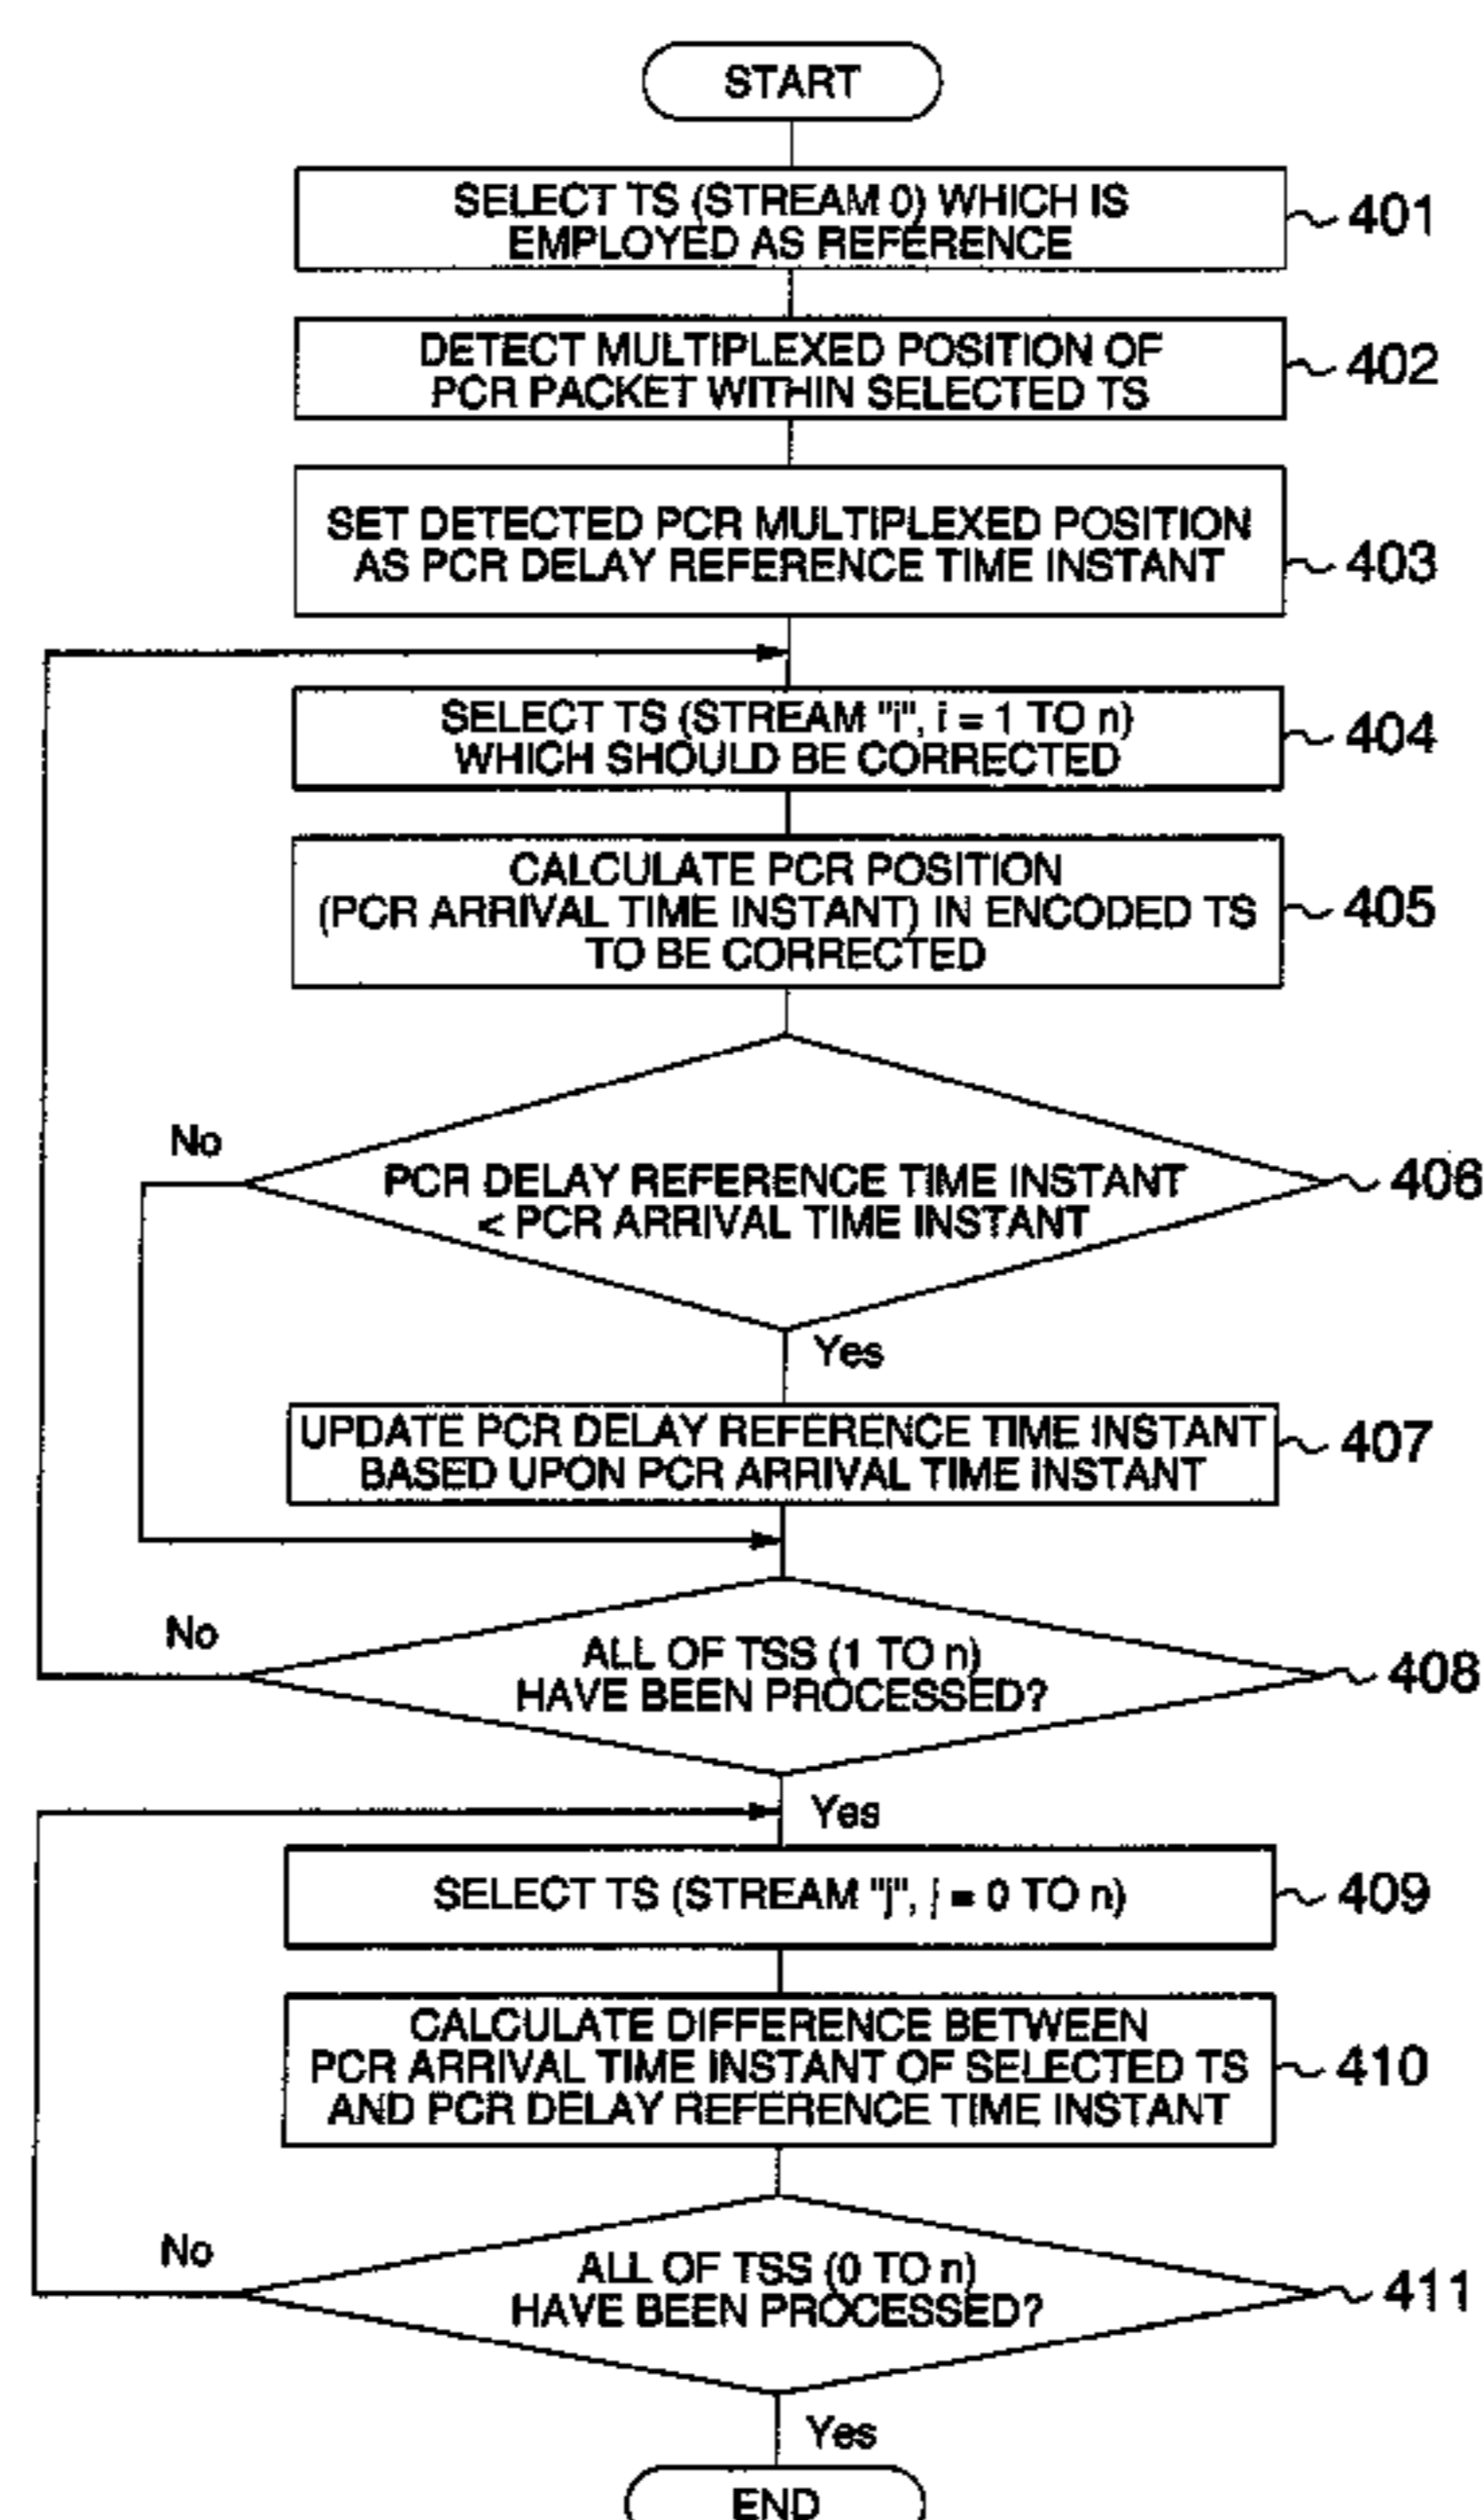 START
SELECT TS (STREAM 0) WHICH IS
EMPLOYED AS REFERENCE
401
DETECT MULTIPLEXED POSITION OF
PCR PACKET WITHIN SELECTED TS
402
SET DETECTED PCR MULTIPLEXED POSITION
AS PCR DELAY REFERENCE TIME INSTANT
403
SELECT TS (STREAM "i", i = 1 TO n)
WHICH SHOULD BE CORRECTED
404
CALCULATE PCR POSITION
(PCR ARRIVAL TIME INSTANT) IN ENCODED TS
TO BE CORRECTED
405
No
PCR DELAY REFERENCE TIME INSTANT
< PCR ARRIVAL TIME INSTANT
406
Yes
UPDATE PCR DELAY REFERENCE TIME INSTANT
BASED UPON PCR ARRIVAL TIME INSTANT
407
No
ALL OF TSS (1 TO n)
HAVE BEEN PROCESSED?
408
Yes
SELECT TS (STREAM "j", j = 0 TO n)
409
CALCULATE DIFFERENCE BETWEEN
PCR ARRIVAL TIME INSTANT OF SELECTED TS
AND PCR DELAY REFERENCE TIME INSTANT
410
No
ALL OF TSS (0 TO n)
HAVE BEEN PROCESSED?
411
Yes
END